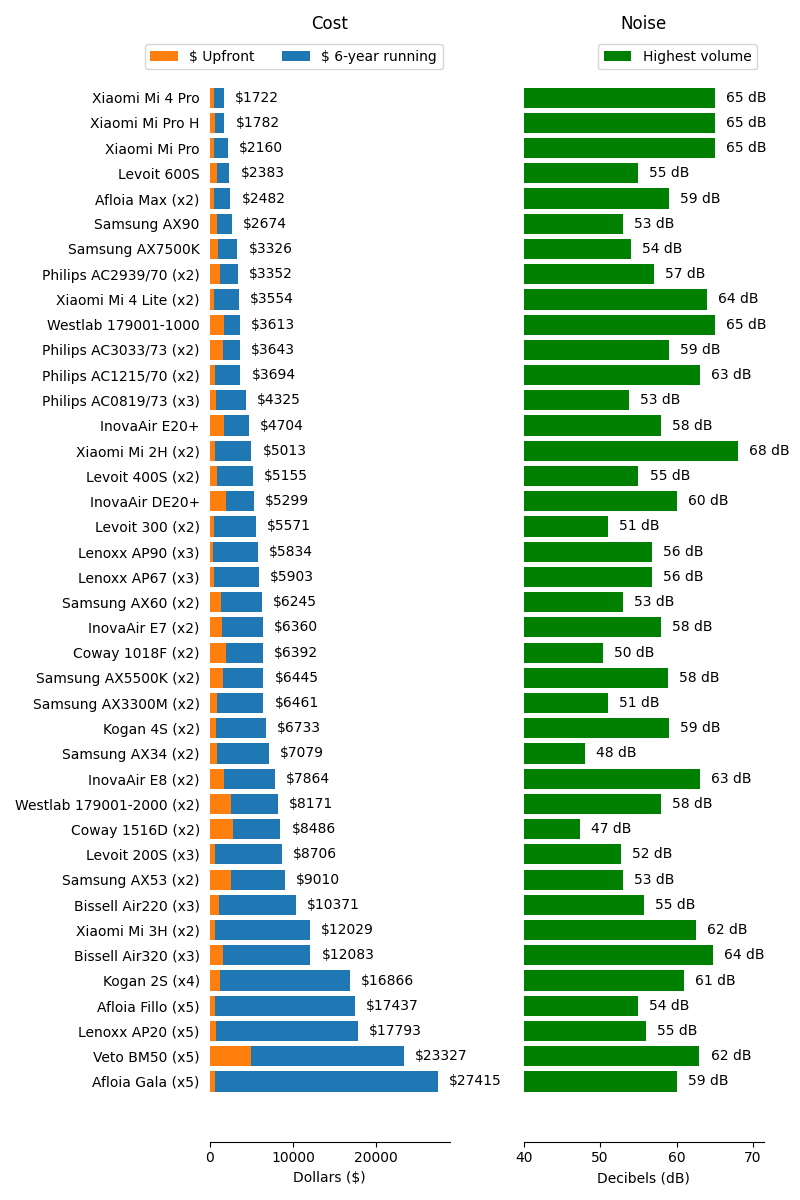 Cost Noise
$ Upfront $ 6-year running Highest volume
Xiaomi Mi 4 Pro $1722 65 dB
Xiaomi Mi Pro H $1782 65 dB
Xiaomi Mi Pro $2160 65 dB
Levoit 600S $2383 55 dB
Afloia Max (x2) $2482 59 dB
Samsung AX90 $2674 53 dB
Samsung AX7500K $3326 54 dB
Philips AC2939/70 (x2) $3352 57 dB
Xiaomi Mi 4 Lite (x2) $3554 64 dB
Westlab 179001-1000 $3613 65 dB
Philips AC3033/73 (x2) $3643 59 dB
Philips AC1215/70 (x2) $3694 63 dB
Philips AC0819/73 (x3) $4325 53 dB
InovaAir E20+ $4704 58 dB
Xiaomi Mi 2H (x2) $5013 68 dB
Levoit 400S (x2) $5155 55 dB
InovaAir DE20+ $5299 60 dB
Levoit 300 (x2) $5571 51 dB
Lenoxx AP90 (x3) $5834 56 dB
Lenoxx AP67 (x3) $5903 56 dB
Samsung AX60 (x2) $6245 53 dB
InovaAir E7 (x2) $6360 58 dB
Coway 1018F (x2) $6392 50 dB
Samsung AX5500K (x2) $6445 58 dB
Samsung AX3300M (x2) $6461 51 dB
Kogan 4S (x2) $6733 59 dB
Samsung AX34 (x2) $7079 48 dB
InovaAir E8 (x2) $7864 63 dB
Westlab 179001-2000 (x2) $8171 58 dB
Coway 1516D (x2) $8486 47 dB
Levoit 200S (x3) $8706 52 dB
Samsung AX53 (x2) $9010 53 dB
Bissell Air220 (x3) $10371 55 dB
Xiaomi Mi 3H (x2) $12029 62 dB
Bissell Air320 (x3) $12083 64 dB
Kogan 2S (x4) $16866 61 dB
Afloia Fillo (x5) $17437 54 dB
Lenoxx AP20 (x5) $17793 55 dB
Veto BM50 (x5) $23327 62 dB
Afloia Gala (x5) $27415 59 dB
0 10000 20000 40 50 60 70
Dollars ($) Decibels (dB)